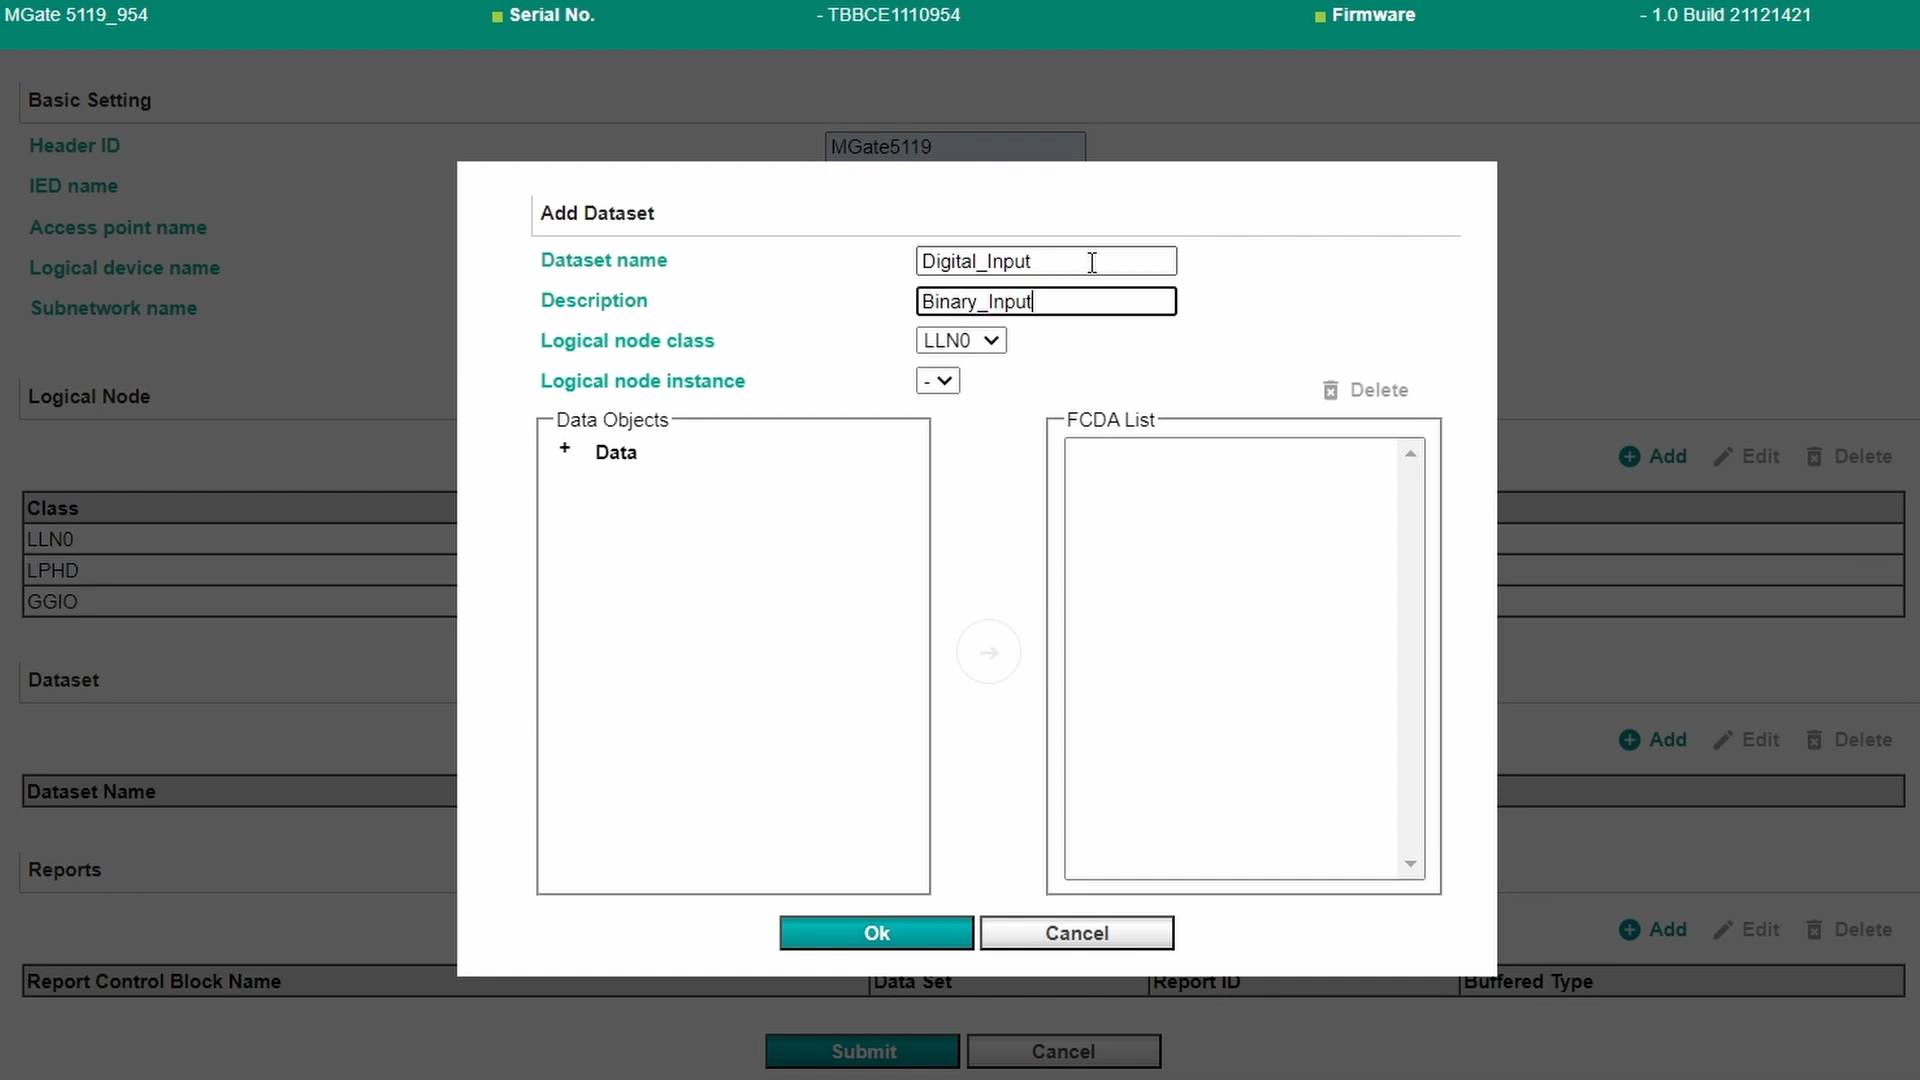 MGate 5119_954 Serial No. - TBBCE1110954 Firmware - 1.0 Build 21121421
Basic Setting
Header ID MGate5119
IED name
Access point name
Logical device name
Subnetwork name
Add Dataset
Dataset name Digital_Input
Description Binary_Input
Logical node class LLN0
Logical node instance -
Delete
Data Objects
+ Data
FCDA List
Ok Cancel
Logical Node
Add Edit Delete
Class
LLN0
LPHD
GGIO
Dataset
Add Edit Delete
Dataset Name
Reports
Add Edit Delete
Report Control Block Name Data Set Report ID Buffered Type
Submit Cancel